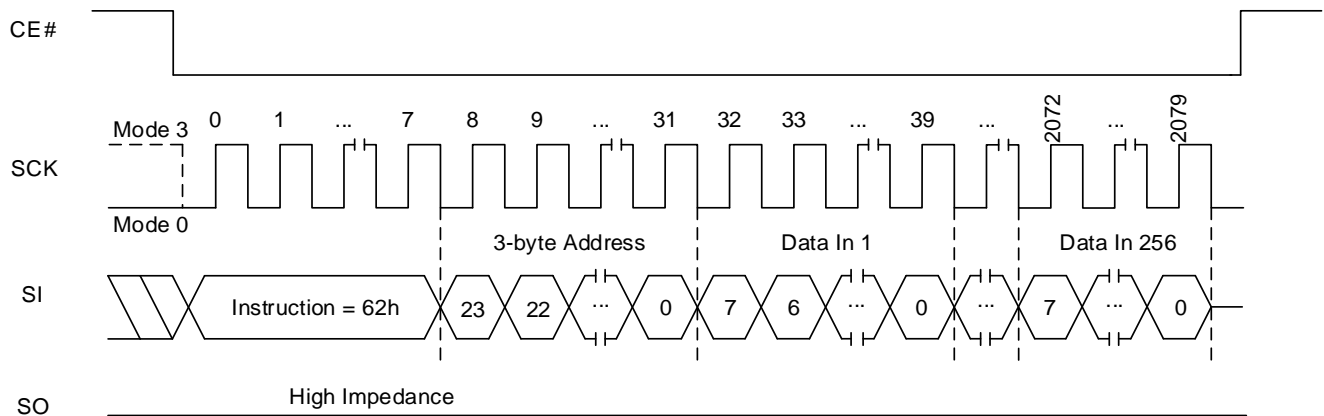 CE#
0 1 ... 7 8 9 ... 31 32 33 ... 39 ... 2072 ... 2079
Mode 3
SCK
Mode 0
3-byte Address Data In 1 Data In 256
SI Instruction = 62h 23 22 ... 0 7 6 ... 0 ... 7 ... 0
High Impedance
SO